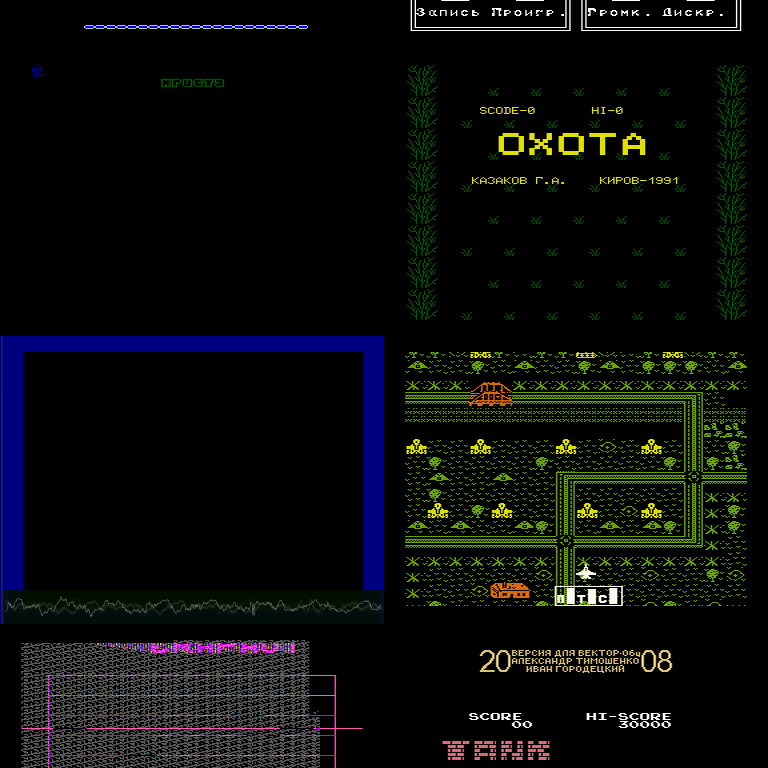 Запись Проигр. Громк. Дискр.
SCODE-0 HI-0
ОХОТА
КАЗАКОВ Г.А. КИРОВ-1991
20 ВЕРСИЯ ДЛЯ ВЕКТОР-06ц 08
АЛЕКСАНДР ТИМОШЕНКО
ИВАН ГОРОДЕЦКИЙ
SCORE HI-SCORE
00 30000
TANK